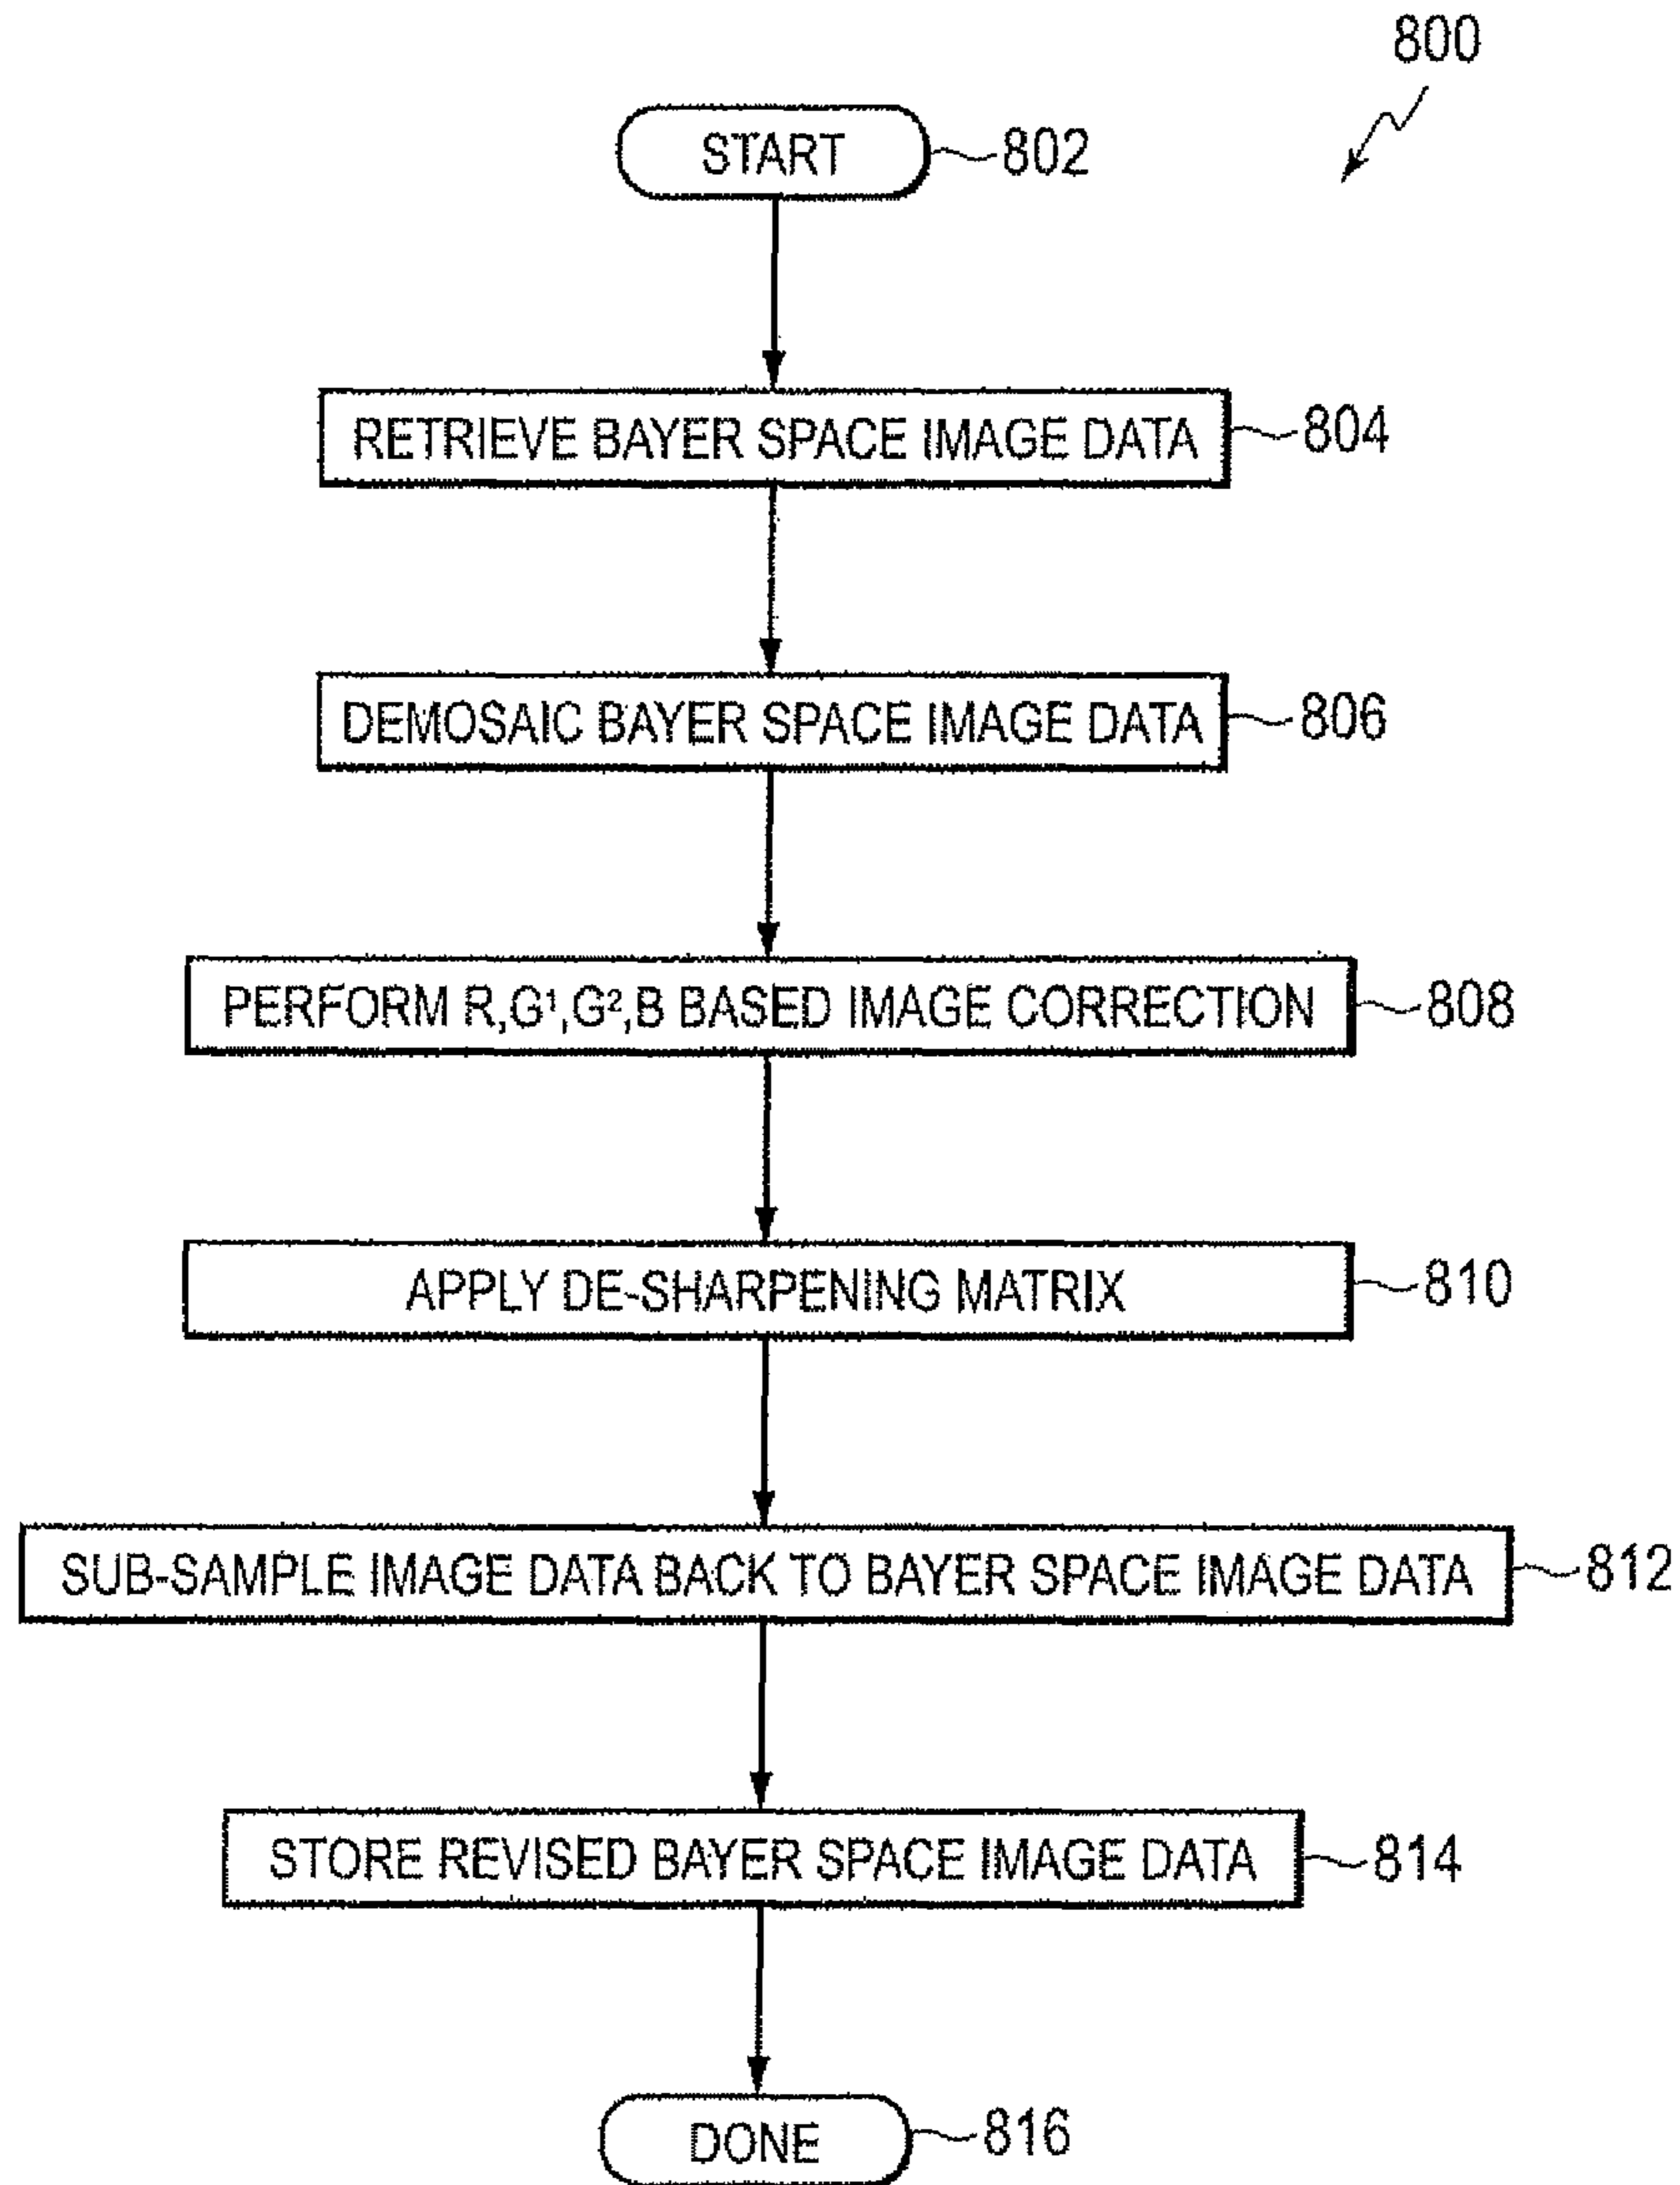 800
START 802
RETRIEVE BAYER SPACE IMAGE DATA 804
DEMOSAIC BAYER SPACE IMAGE DATA 806
PERFORM R,G¹,G²,B BASED IMAGE CORRECTION 808
APPLY DE-SHARPENING MATRIX 810
SUB-SAMPLE IMAGE DATA BACK TO BAYER SPACE IMAGE DATA 812
STORE REVISED BAYER SPACE IMAGE DATA 814
DONE 816